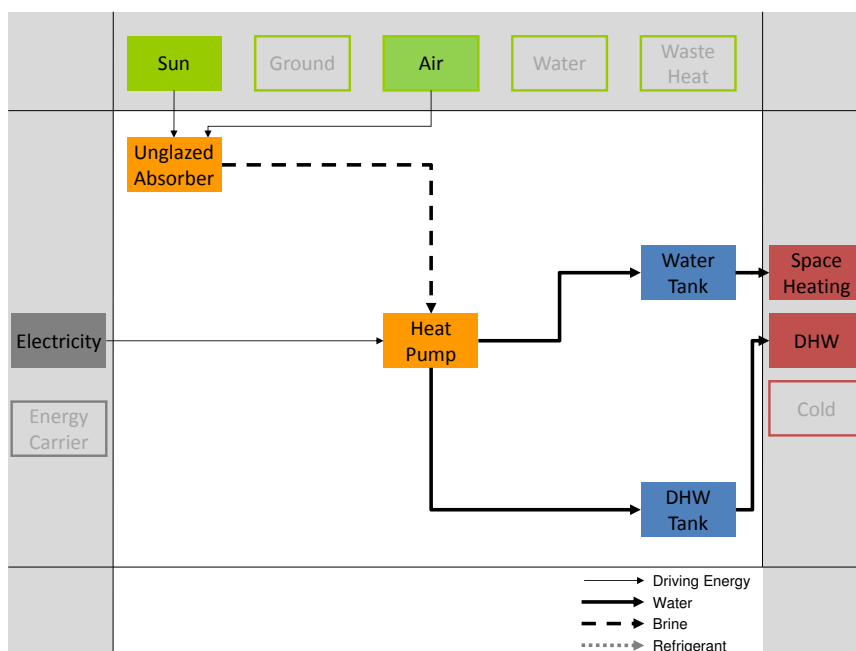 Sun
Ground
Air
Water
Waste
Heat
Unglazed
Absorber
Water
Tank
Space
Heating
Electricity
Heat
Pump
DHW
Energy
Carrier
Cold
DHW
Tank
Driving Energy
Water
Brine
Refrigerant